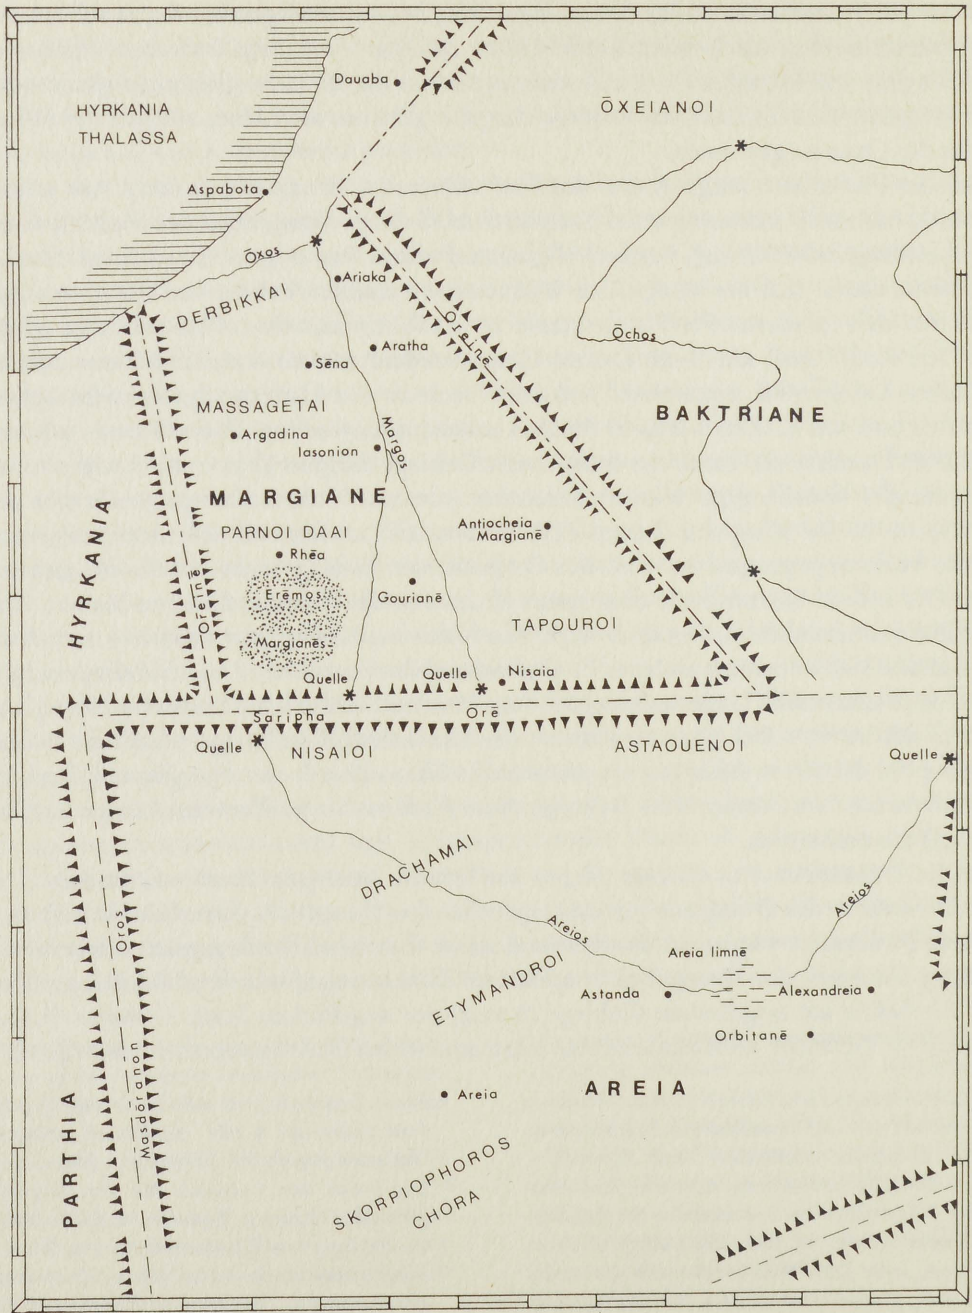 Dauaba
ŌXEIANOI
HYRKANIA
THALASSA
Aspabota
Ōxos
Ariaka
DERBIKKAI
Oreinē
Ōchos
Aratha
Sēna
MASSAGETAI
BAKTRIANE
Argadina
Margos
Iasonion
MARGIANE
Antiocheia
Margianē
PARNOI DAAI
HYRKANIA
Rhēa
Oreinē
Erēmos
Gourianē
TAPOUROI
Margianēs
Quelle
Quelle
Nisaia
Saripha
Orē
Quelle
NISAIOI
ASTAOUENOI
Quelle
DRACHAMAI
Areios
Areios
Oros
Areia limnē
ETYMANDROI
Astanda
Alexandreia
Orbitanē
Masdōranon
Areia
AREIA
PARTHIA
SKORPIOPHOROS
CHORA